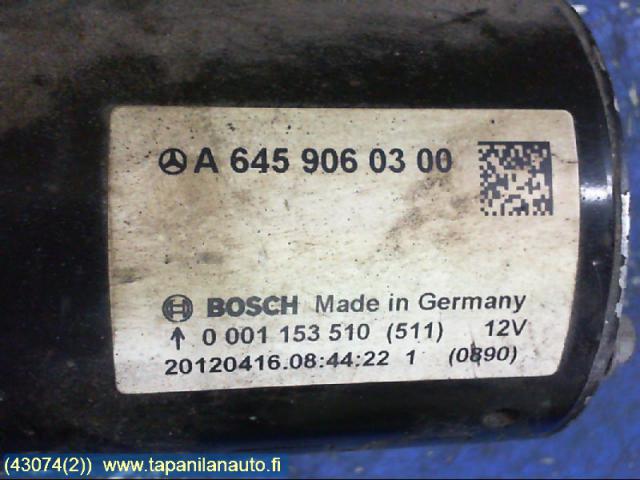 A 645 906 03 00
BOSCH Made in Germany
0 001 153 510 (511) 12V
20120416.08:44:22 1 (0890)
(43074(2)) www.tapanilanauto.fi